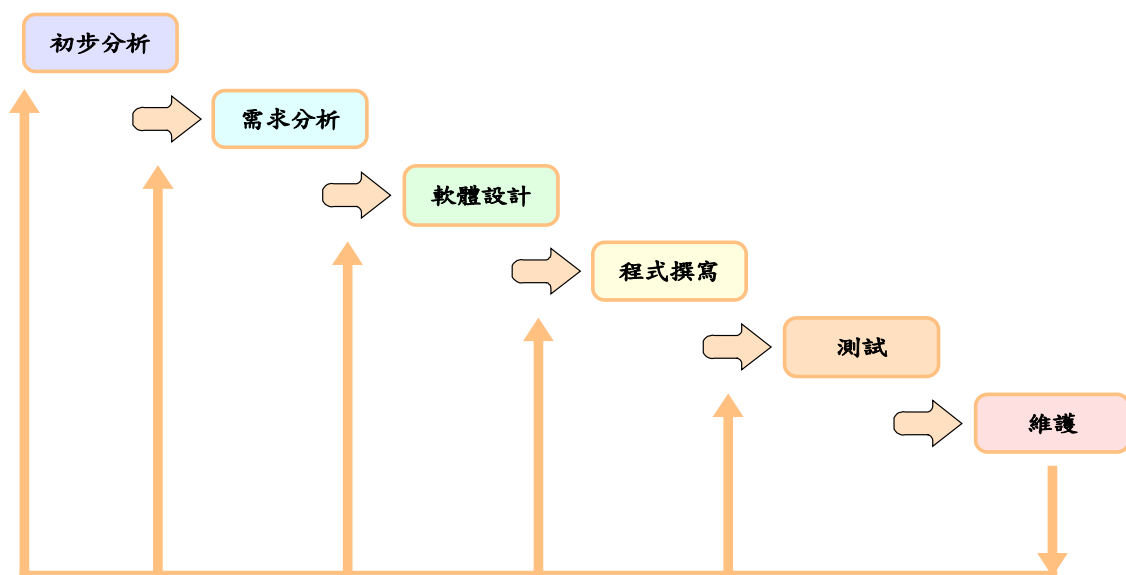 初步分析
需求分析
軟體設計
程式撰寫
測試
維護